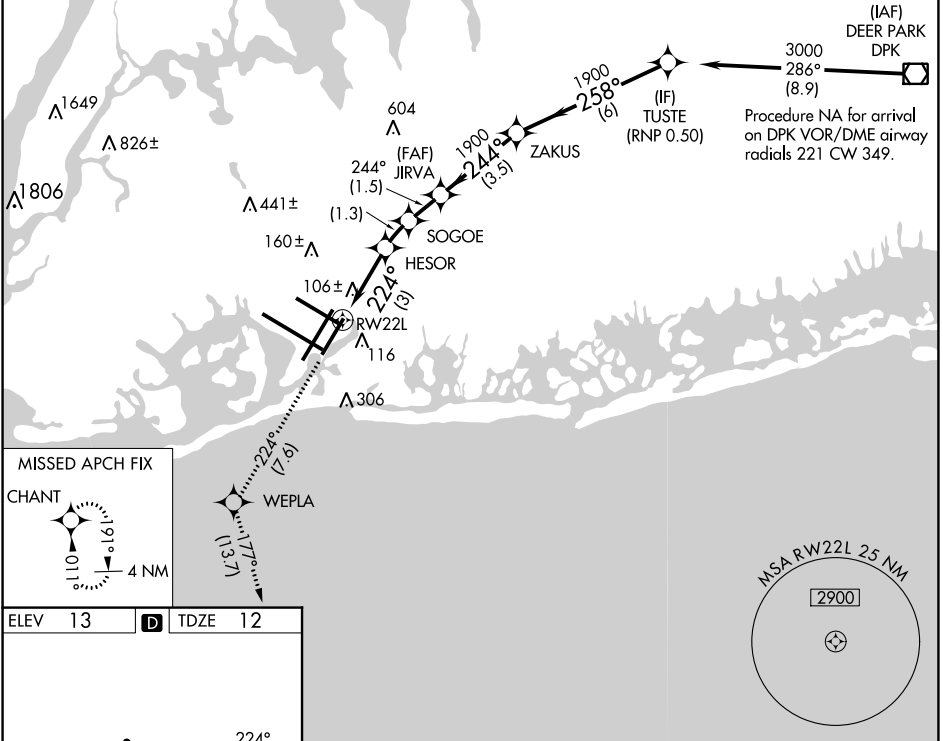 (IAF)
DEER PARK
DPK
3000
286°
(8.9)
1900
258°
(6)
(IF)
TUSTE
(RNP 0.50)
Procedure NA for arrival
on DPK VOR/DME airway
radials 221 CW 349.
1649
826±
1806
604
1900
244°
(3.5)
ZAKUS
(FAF)
JIRVA
244°
(1.5)
441±
(1.3)
SOGOE
160±
HESOR
106±
224°
(3)
RW22L
116
306
224°
(7.6)
WEPLA
177°
(13.7)
MISSED APCH FIX
CHANT
191°
011°
4 NM
MSA RW22L 25 NM
2900
ELEV 13 D TDZE 12
224°